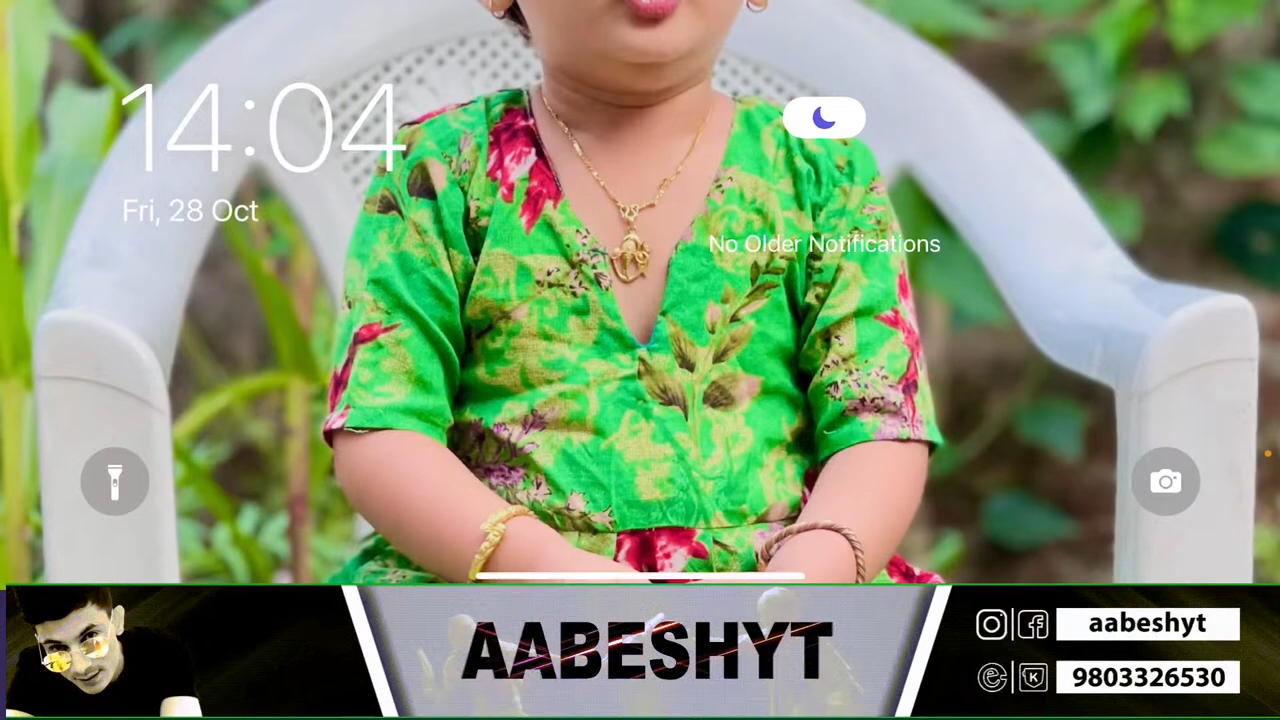 14:04
Fri, 28 Oct
No Older Notifications
AABESHYT
aabeshyt
9803326530